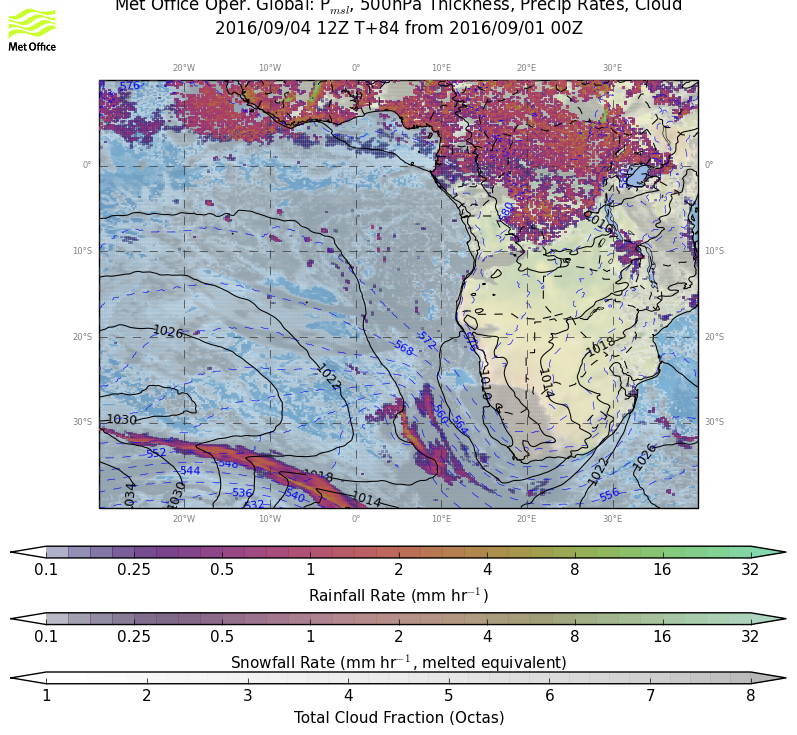 Met Office Oper. Global: Pmsl, 500hPa Thickness, Precip Rates, Cloud
2016/09/04 12Z T+84 from 2016/09/01 00Z
Met Office
20°W 10°W 0° 10°E 20°E 30°E
576
0° 0°
580
10°S 10°S
1026 572 576 1018
20°S 20°S
568
1022 1010 1014
1030 560 564
30°S 30°S
552 548 1026
544 1018 1022
1034 1030 536 540 1014 556
532
20°W 10°W 0° 10°E 20°E 30°E
0.1 0.25 0.5 1 2 4 8 16 32
Rainfall Rate (mm hr⁻¹)
0.1 0.25 0.5 1 2 4 8 16 32
Snowfall Rate (mm hr⁻¹, melted equivalent)
1 2 3 4 5 6 7 8
Total Cloud Fraction (Octas)